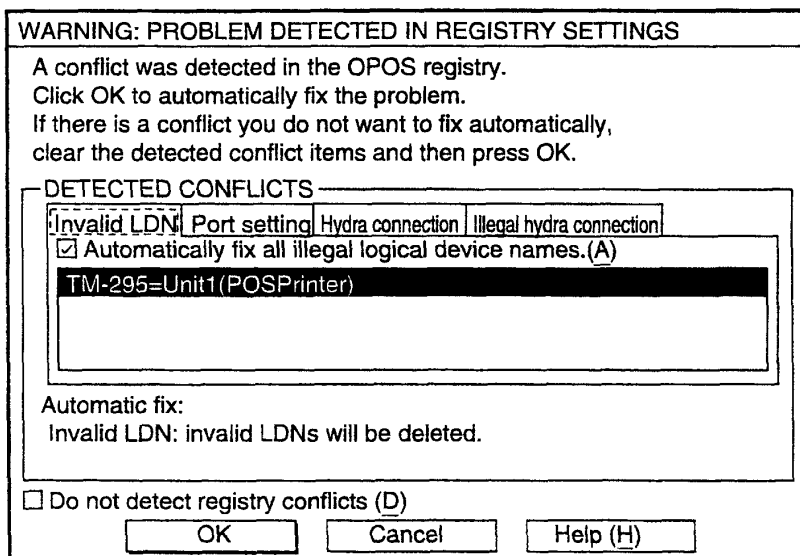 WARNING: PROBLEM DETECTED IN REGISTRY SETTINGS
A conflict was detected in the OPOS registry.
Click OK to automatically fix the problem.
If there is a conflict you do not want to fix automatically,
clear the detected conflict items and then press OK.
DETECTED CONFLICTS
Invalid LDN Port setting Hydra connection Illegal hydra connection
Automatically fix all illegal logical device names.(A)
TM-295=Unit1(POSPrinter)
Automatic fix:
Invalid LDN: invalid LDNs will be deleted.
Do not detect registry conflicts (D)
OK Cancel Help (H)